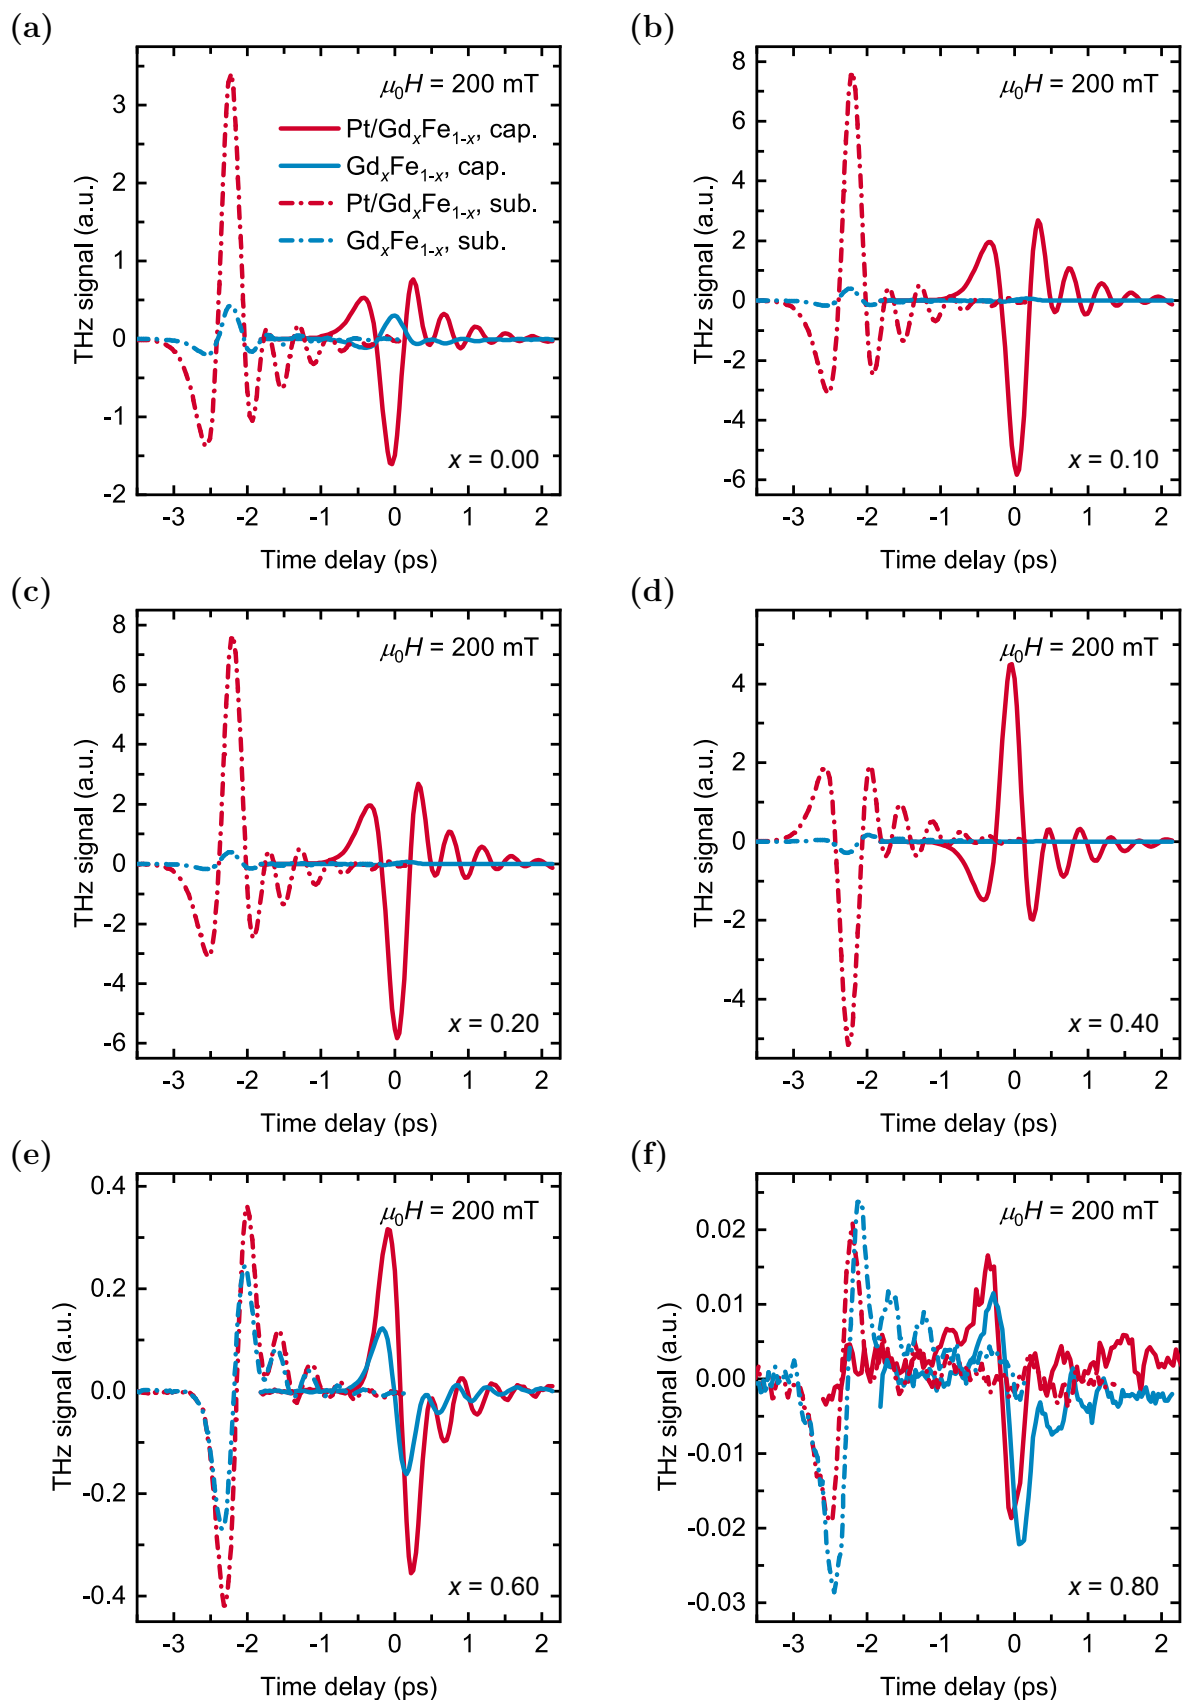 (a)
μ₀H = 200 mT
Pt/GdₓFe₁₋ₓ, cap.
GdₓFe₁₋ₓ, cap.
Pt/GdₓFe₁₋ₓ, sub.
GdₓFe₁₋ₓ, sub.
THz signal (a.u.)
3
2
1
0
-1
-2
x = 0.00
-3 -2 -1 0 1 2
Time delay (ps)
(b)
μ₀H = 200 mT
THz signal (a.u.)
8
6
4
2
0
-2
-4
-6
x = 0.10
-3 -2 -1 0 1 2
Time delay (ps)
(c)
μ₀H = 200 mT
THz signal (a.u.)
8
6
4
2
0
-2
-4
-6
x = 0.20
-3 -2 -1 0 1 2
Time delay (ps)
(d)
μ₀H = 200 mT
THz signal (a.u.)
4
2
0
-2
-4
x = 0.40
-3 -2 -1 0 1 2
Time delay (ps)
(e)
μ₀H = 200 mT
THz signal (a.u.)
0.4
0.2
0.0
-0.2
-0.4
x = 0.60
-3 -2 -1 0 1 2
Time delay (ps)
(f)
μ₀H = 200 mT
THz signal (a.u.)
0.02
0.01
0.00
-0.01
-0.02
-0.03
x = 0.80
-3 -2 -1 0 1 2
Time delay (ps)